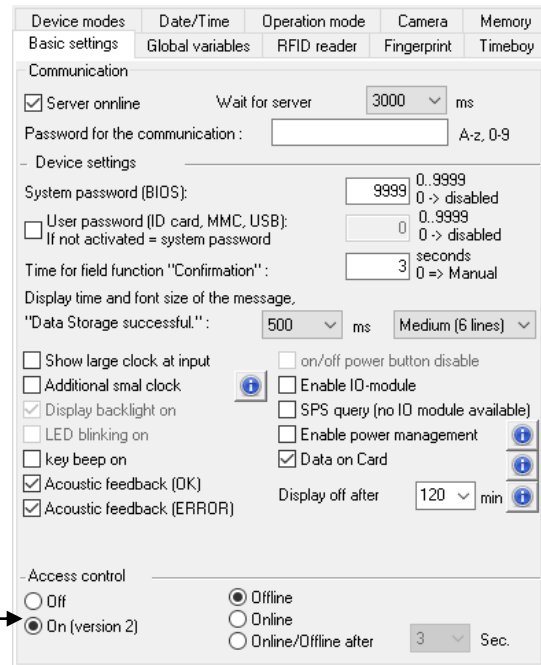 Device modes Date/Time Operation mode Camera Memory
Basic settings Global variables RFID reader Fingerprint Timeboy
Communication
Server onnline Wait for server 3000 ms
Password for the communication : A-z, 0-9
Device settings
System password (BIOS): 9999 0..9999
0 -> disabled
User password (ID card, MMC, USB): 0 0..9999
If not activated = system password 0 -> disabled
Time for field function "Confirmation" : 3 seconds
0 => Manual
Display time and font size of the message,
"Data Storage successful." : 500 ms Medium (6 lines)
Show large clock at input on/off power button disable
Additional smal clock Enable IO-module
Display backlight on SPS query (no IO module available)
LED blinking on Enable power management
key beep on Data on Card
Acoustic feedback (OK) Display off after 120 min
Acoustic feedback (ERROR)
Access control
Off Offline
On (version 2) Online
Online/Offline after 3 Sec.